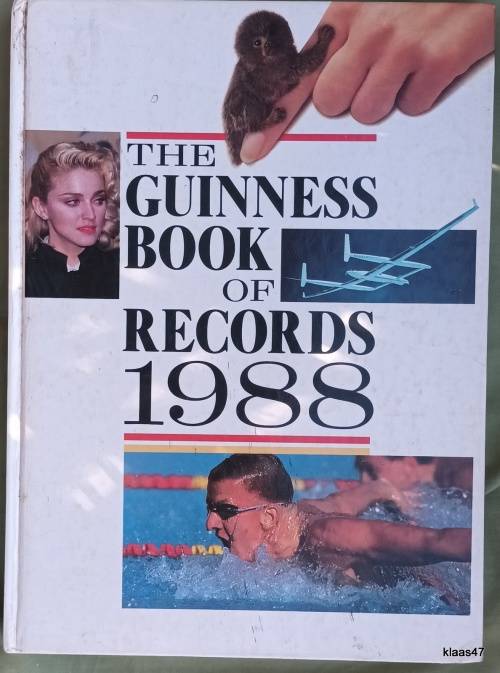 THE
GUINNESS
BOOK
OF
RECORDS
1988
klaas47